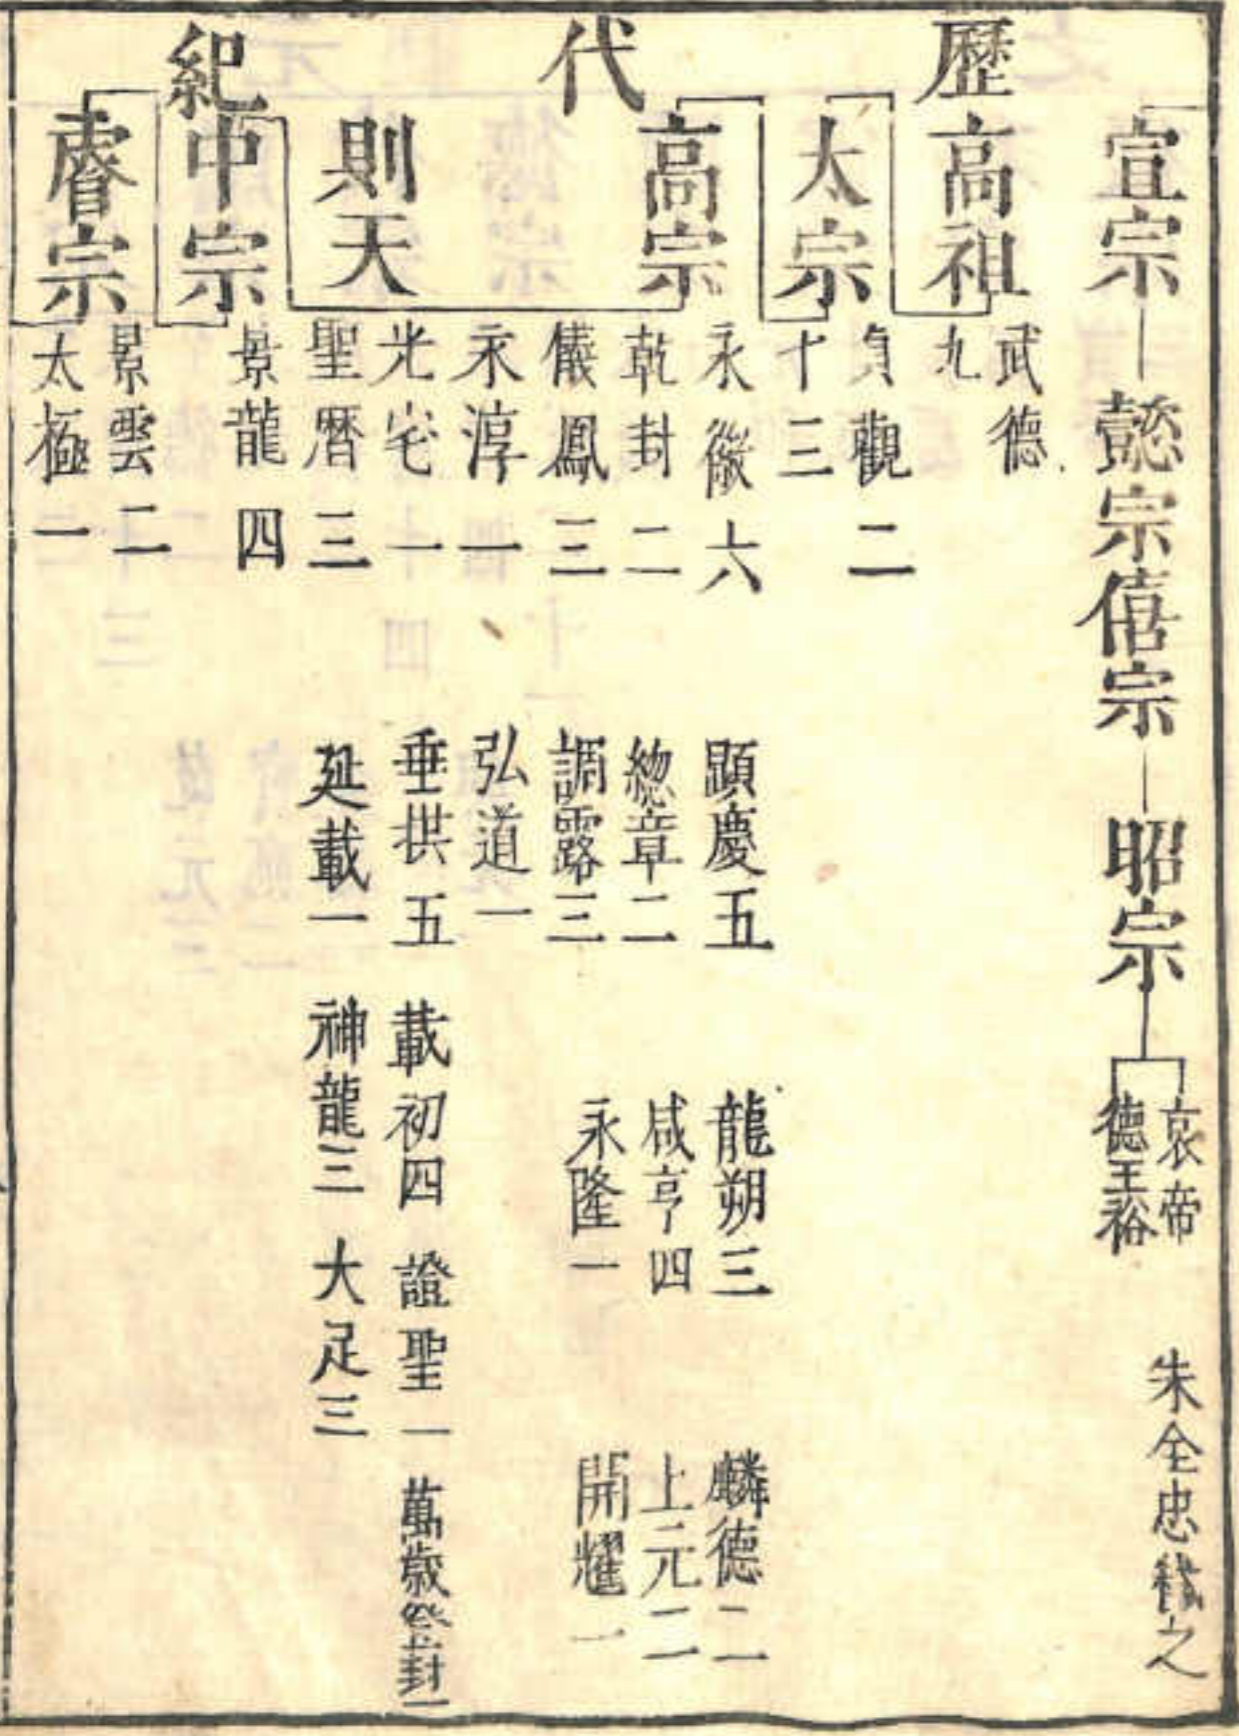 宣宗懿宗僖宗昭宗
哀帝
德王裕
朱全忠之
歷代紀
高祖
武德
九
太宗
貞觀二
十三
高宗
永徽六 顯慶五 龍朔三 麟德二
乾封二 總章二 咸亨四 上元二
儀鳳三 調露三 永隆一 開耀一
永淳一 弘道一
則天
光宅一 垂拱五 載初四 證聖一 萬歲登封一
聖曆三 延載一 神龍三 大足三
中宗
景龍四
睿宗
景雲二
太極一